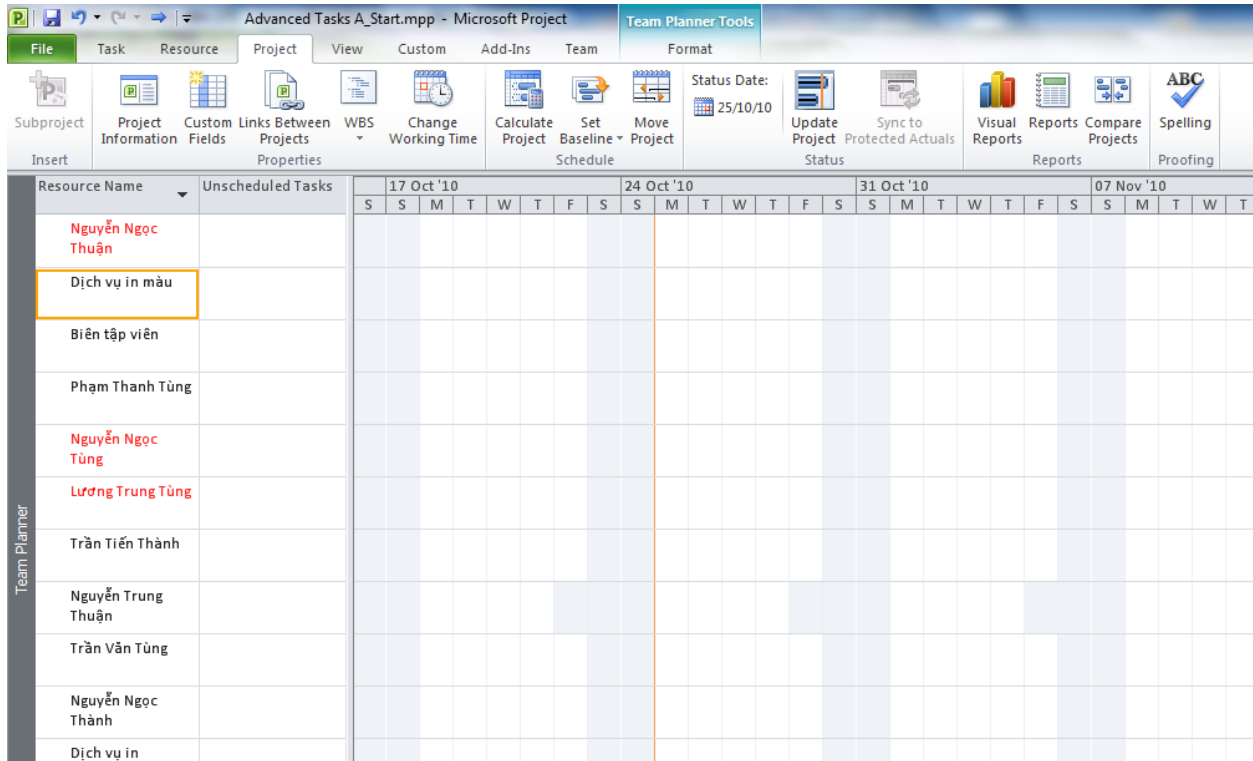 Advanced Tasks A_Start.mpp - Microsoft Project
Team Planner Tools
File Task Resource Project View Custom Add-Ins Team Format
Subproject
Project Information
Custom Fields
Links Between Projects
WBS
Change Working Time
Calculate Project
Set Baseline
Move Project
Status Date:
25/10/10
Update Project
Sync to Protected Actuals
Visual Reports
Reports
Compare Projects
ABC
Spelling
Insert Properties Schedule Status Reports Proofing
Resource Name Unscheduled Tasks 17 Oct '10 24 Oct '10 31 Oct '10 07 Nov '10
S S M T W T F S S M T W T F S S M T W T F S S M T W T
Nguyễn Ngọc
Thuận
Dịch vụ in màu
Biên tập viên
Phạm Thanh Tùng
Nguyễn Ngọc
Tùng
Lương Trung Tùng
Trần Tiến Thành
Nguyễn Trung
Thuận
Trần Văn Tùng
Nguyễn Ngọc
Thành
Dịch vụ in
Team Planner